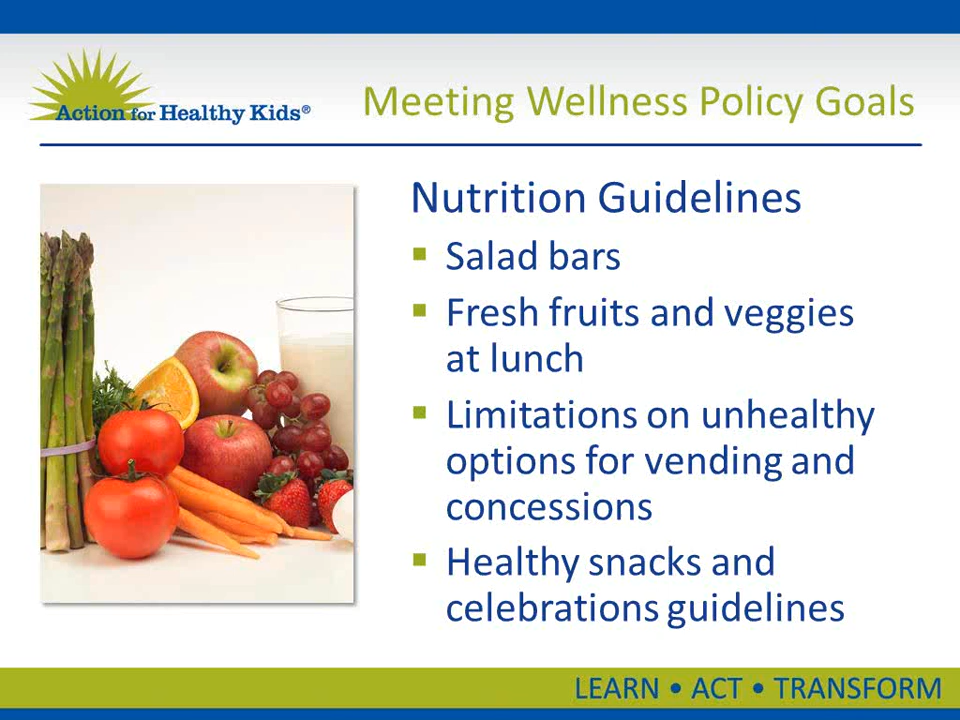 Action for Healthy Kids®
Meeting Wellness Policy Goals
Nutrition Guidelines
▪ Salad bars
▪ Fresh fruits and veggies
at lunch
▪ Limitations on unhealthy
options for vending and
concessions
▪ Healthy snacks and
celebrations guidelines
LEARN • ACT • TRANSFORM